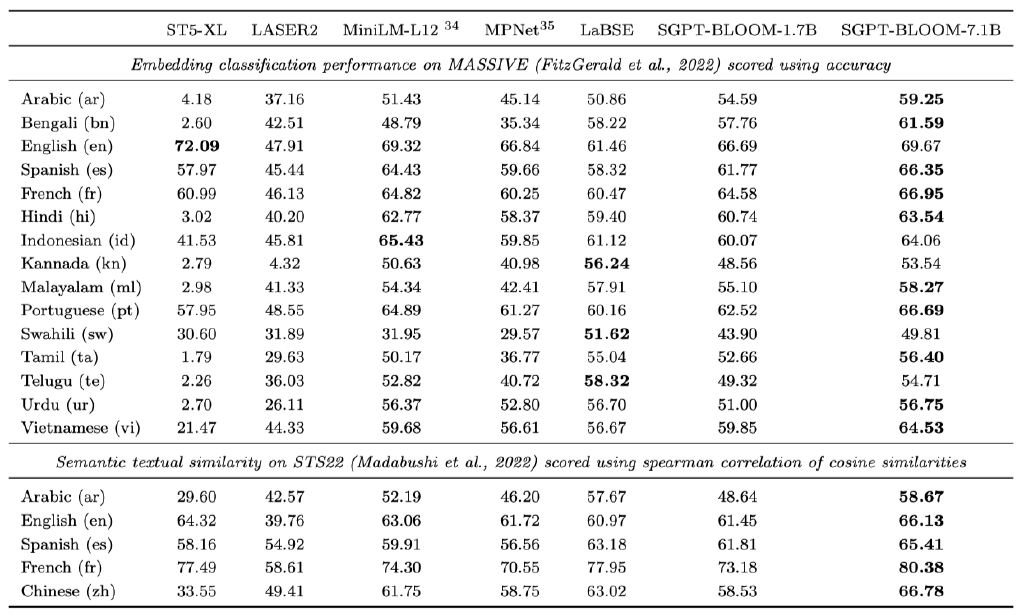 ST5-XL LASER2 MiniLM-L12 34 MPNet35 LaBSE SGPT-BLOOM-1.7B SGPT-BLOOM-7.1B
Embedding classification performance on MASSIVE (FitzGerald et al., 2022) scored using accuracy
Arabic (ar) 4.18 37.16 51.43 45.14 50.86 54.59 59.25
Bengali (bn) 2.60 42.51 48.79 35.34 58.22 57.76 61.59
English (en) 72.09 47.91 69.32 66.84 61.46 66.69 69.67
Spanish (es) 57.97 45.44 64.43 59.66 58.32 61.77 66.35
French (fr) 60.99 46.13 64.82 60.25 60.47 64.58 66.95
Hindi (hi) 3.02 40.20 62.77 58.37 59.40 60.74 63.54
Indonesian (id) 41.53 45.81 65.43 59.85 61.12 60.07 64.06
Kannada (kn) 2.79 4.32 50.63 40.98 56.24 48.56 53.54
Malayalam (ml) 2.98 41.33 54.34 42.41 57.91 55.10 58.27
Portuguese (pt) 57.95 48.55 64.89 61.27 60.16 62.52 66.69
Swahili (sw) 30.60 31.89 31.95 29.57 51.62 43.90 49.81
Tamil (ta) 1.79 29.63 50.17 36.77 55.04 52.66 56.40
Telugu (te) 2.26 36.03 52.82 40.72 58.32 49.32 54.71
Urdu (ur) 2.70 26.11 56.37 52.80 56.70 51.00 56.75
Vietnamese (vi) 21.47 44.33 59.68 56.61 56.67 59.85 64.53
Semantic textual similarity on STS22 (Madabushi et al., 2022) scored using spearman correlation of cosine similarities
Arabic (ar) 29.60 42.57 52.19 46.20 57.67 48.64 58.67
English (en) 64.32 39.76 63.06 61.72 60.97 61.45 66.13
Spanish (es) 58.16 54.92 59.91 56.56 63.18 61.81 65.41
French (fr) 77.49 58.61 74.30 70.55 77.95 73.18 80.38
Chinese (zh) 33.55 49.41 61.75 58.75 63.02 58.53 66.78